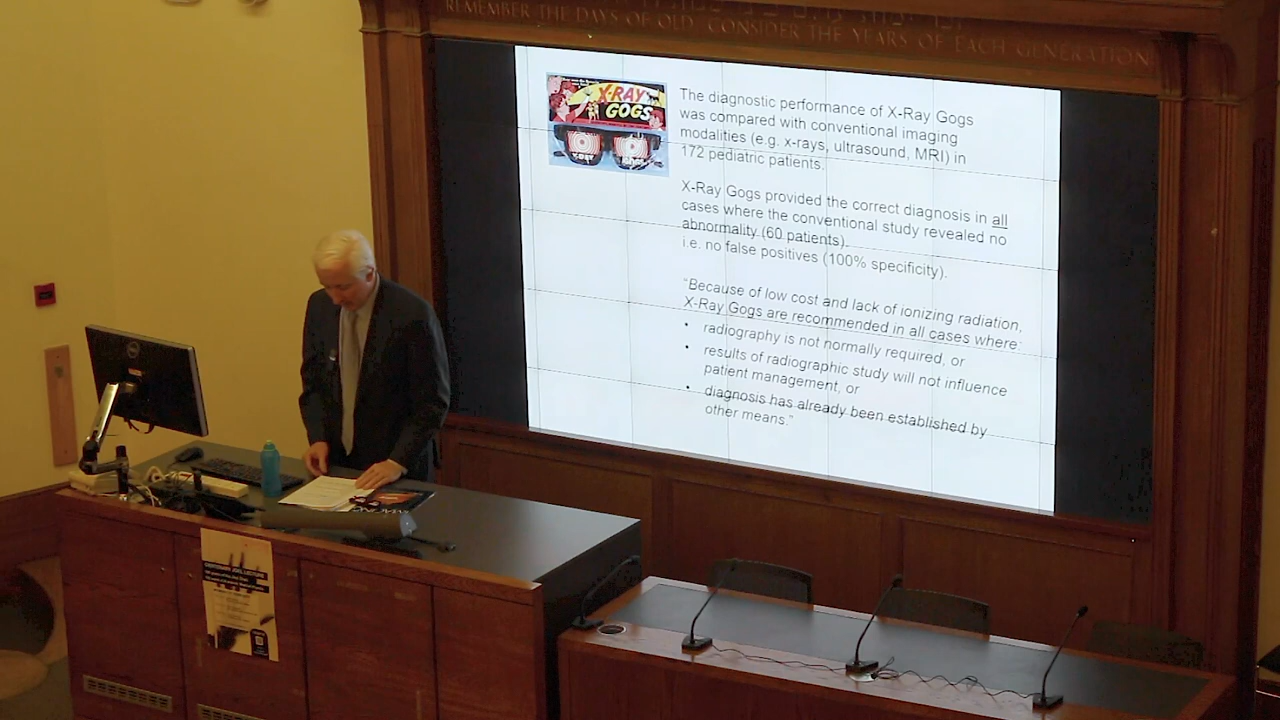 REMEMBER THE DAYS OF OLD, CONSIDER THE YEARS OF EACH GENERATION
X-RAY
GOGS
The diagnostic performance of X-Ray Gogs
was compared with conventional imaging
modalities (e.g. x-rays, ultrasound, MRI) in
172 pediatric patients.
X-Ray Gogs provided the correct diagnosis in all
cases where the conventional study revealed no
abnormality (60 patients).
i.e. no false positives (100% specificity).
“Because of low cost and lack of ionizing radiation,
X-Ray Gogs are recommended in all cases where:
• radiography is not normally required, or
• results of radiographic study will not influence
patient management, or
• diagnosis has already been established by
other means.”
LECTURE